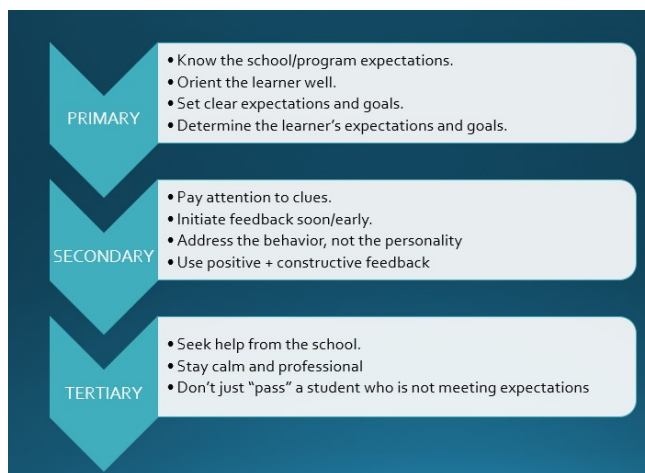 PRIMARY
• Know the school/program expectations.
• Orient the learner well.
• Set clear expectations and goals.
• Determine the learner's expectations and goals.
SECONDARY
• Pay attention to clues.
• Initiate feedback soon/early.
• Address the behavior, not the personality
• Use positive + constructive feedback
TERTIARY
• Seek help from the school.
• Stay calm and professional
• Don't just "pass" a student who is not meeting expectations